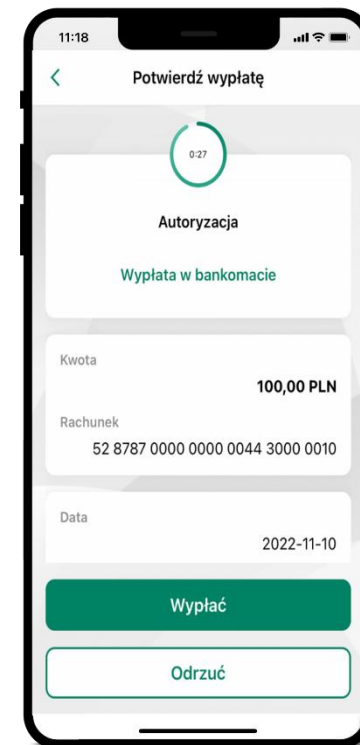 11:18
Potwierdź wypłatę
0:27
Autoryzacja
Wypłata w bankomacie
Kwota
100,00 PLN
Rachunek
52 8787 0000 0000 0044 3000 0010
Data
2022-11-10
Wypłać
Odrzuć